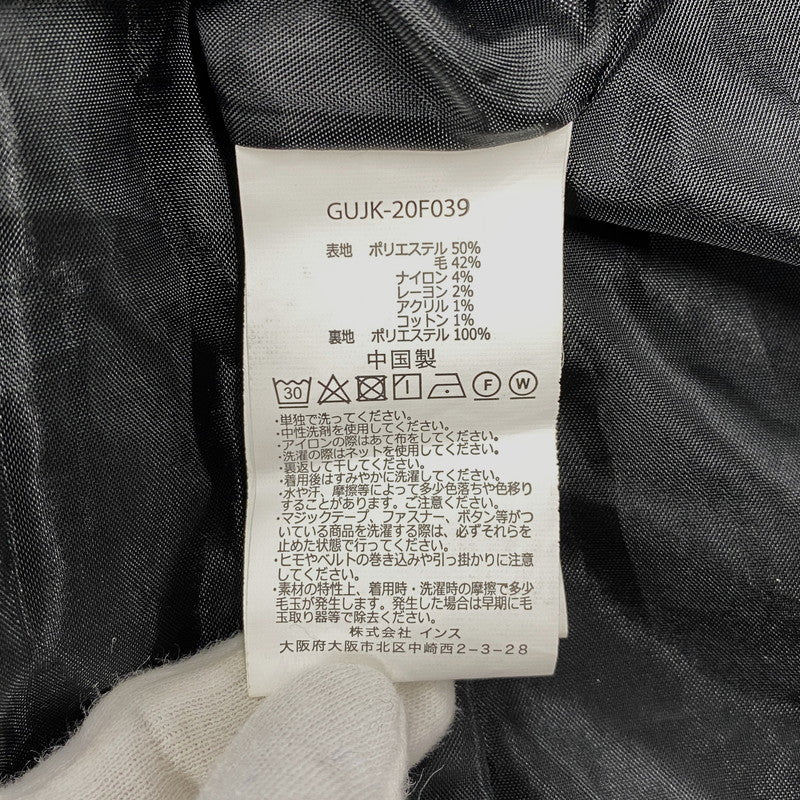 GUJK-20F039
表地 ポリエステル 50%
毛 42%
ナイロン 4%
レーヨン 2%
アクリル 1%
コットン 1%
裏地 ポリエステル 100%
中国製
30 F W
・単独で洗ってください。
・中性洗剤を使用してください。
・アイロンの際はあて布をしてください。
・洗濯の際はネットを使用してください。
・裏返して干してください。
・着用後はすみやかに洗濯してください。
・水や汗、摩擦等によって多少色落ちや色移り
することがあります。ご注意ください。
・マジックテープ、ファスナー、ボタン等がつ
いている商品を洗濯する際は、必ずそれらを
止めた状態で行ってください。
・ヒモやベルトの巻き込みや引っ掛かりに注意
してください。
・素材の特性上、着用時・洗濯時の摩擦で多少
毛玉が発生します。発生した場合は早期に毛
玉取り器等で除去ください。
株式会社 インス
大阪府大阪市北区中崎西2-3-28